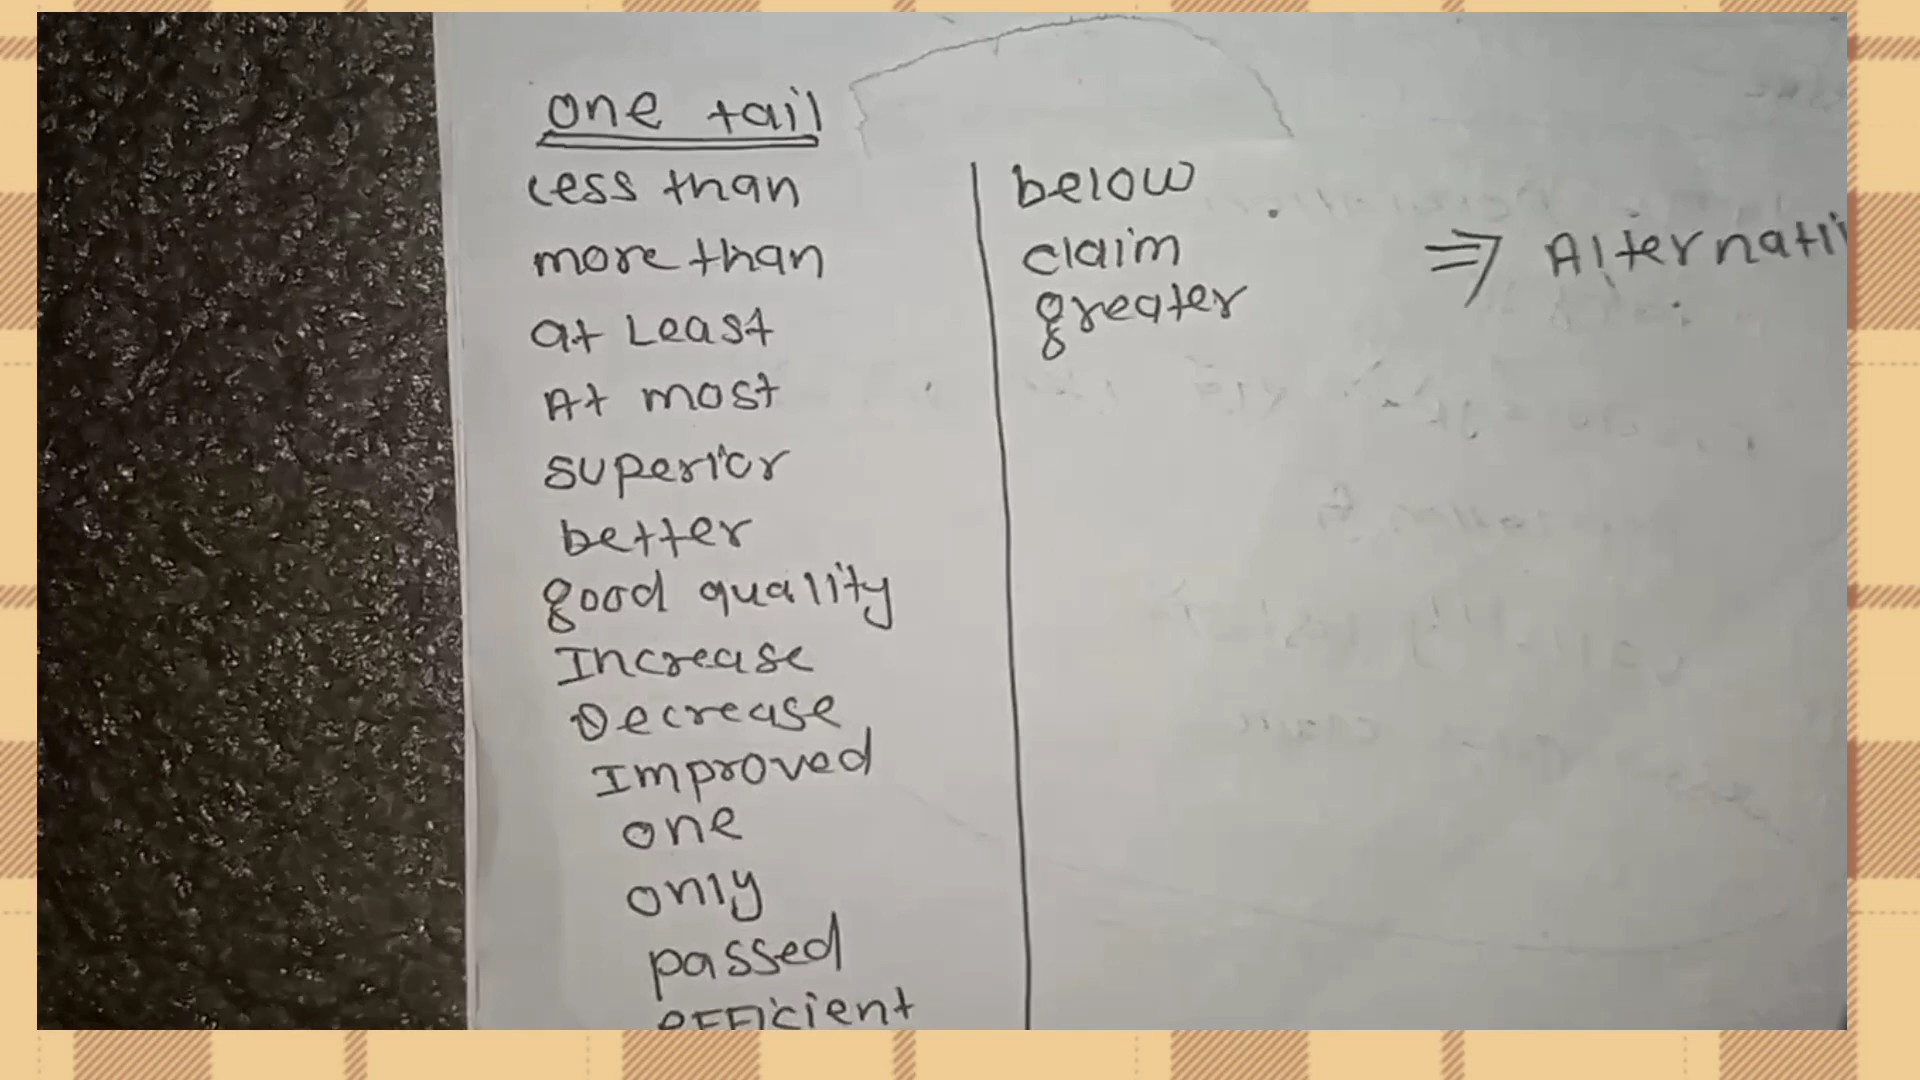 one tail
Less than
more than
at Least
At most
superior
better
good quality
Increase
Decrease
Improved
one
only
passed
efficient
below
claim
greater
⇒ Alternati